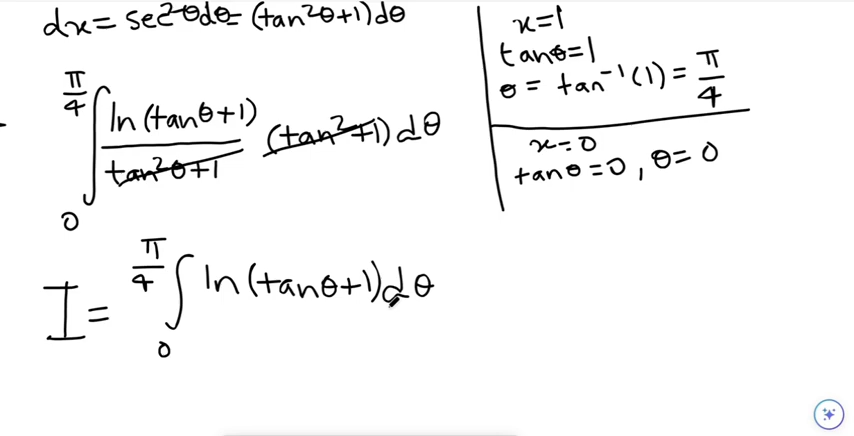 dx = sec²θdθ = (tan²θ+1)dθ
π/4 ∫ 0 ln(tanθ+1) / tan²θ+1 (tan²+1)dθ
I = π/4 ∫ 0 ln(tanθ+1)dθ
x=1
tanθ=1
θ = tan⁻¹(1) = π/4
x=0
tanθ=0, θ=0